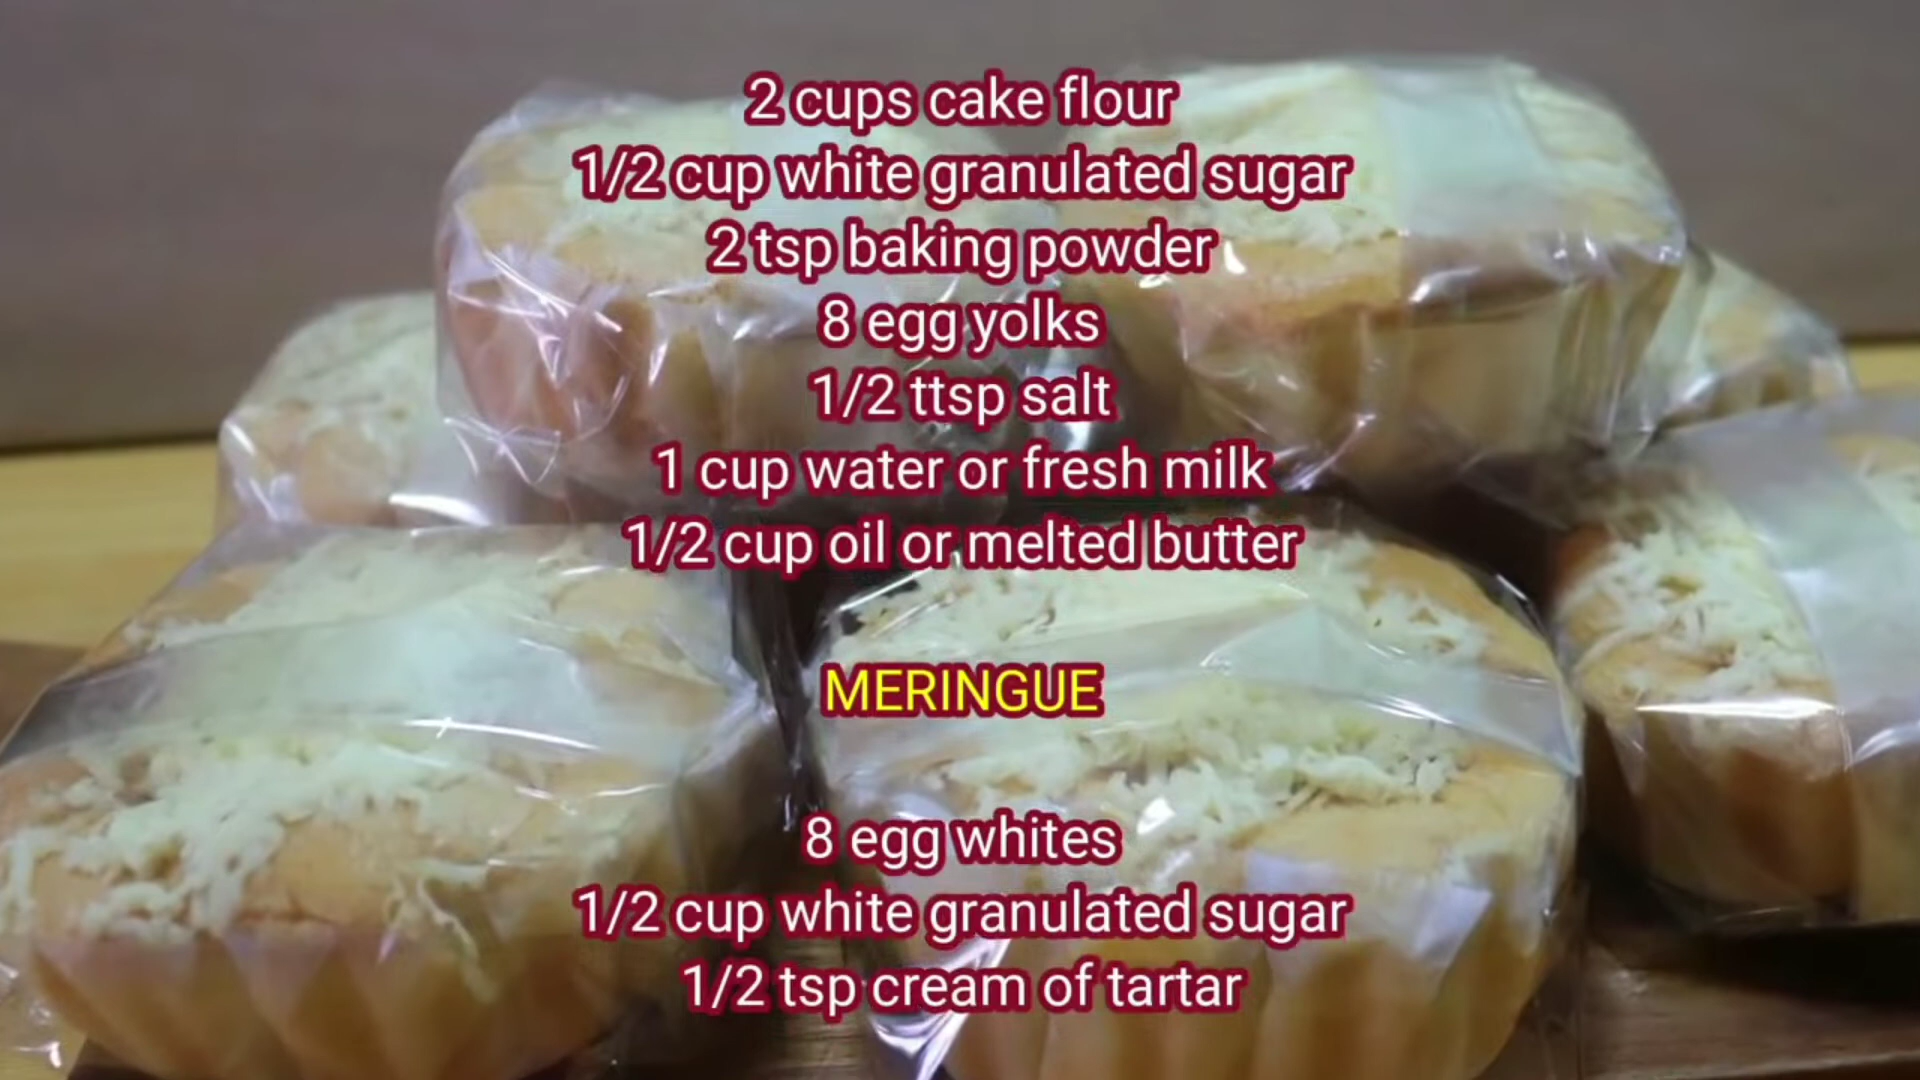 2 cups cake flour
1/2 cup white granulated sugar
2 tsp baking powder
8 egg yolks
1/2 ttsp salt
1 cup water or fresh milk
1/2 cup oil or melted butter
MERINGUE
8 egg whites
1/2 cup white granulated sugar
1/2 tsp cream of tartar